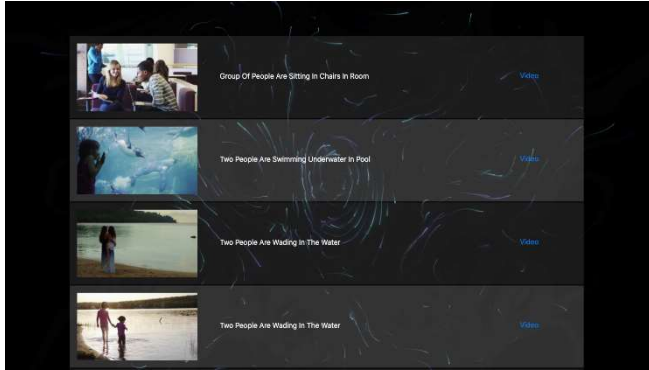 Group Of People Are Sitting In Chairs In Room
Video
Two People Are Swimming Underwater In Pool
Video
Two People Are Wading In The Water
Video
Two People Are Wading In The Water
Video